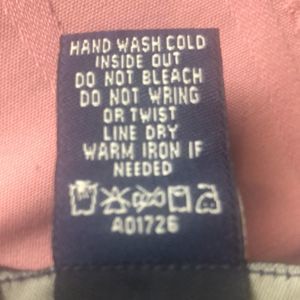 HAND WASH COLD
INSIDE OUT
DO NOT BLEACH
DO NOT WRING
OR TWIST
LINE DRY
WARM IRON IF
NEEDED
A01726